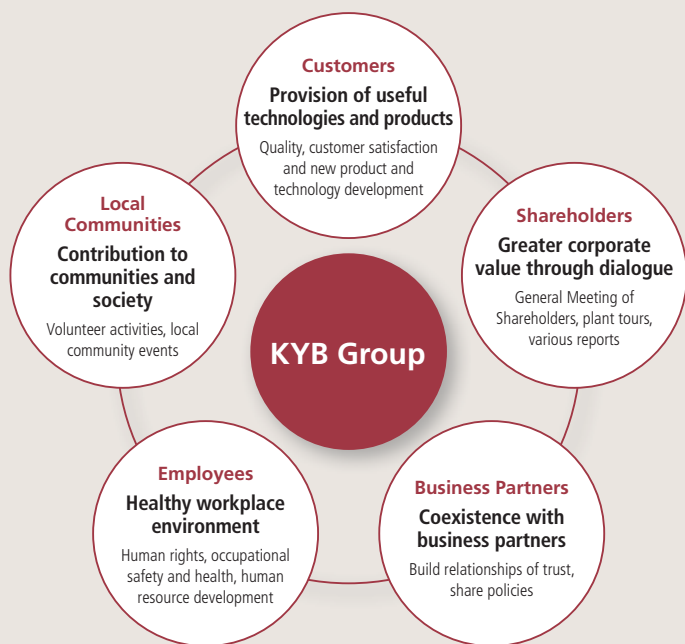 Customers
Provision of useful
technologies and products
Quality, customer satisfaction
and new product and
technology development
Local
Communities
Contribution to
communities and
society
Volunteer activities, local
community events
Shareholders
Greater corporate
value through dialogue
General Meeting of
Shareholders, plant tours,
various reports
KYB Group
Employees
Healthy workplace
environment
Human rights, occupational
safety and health, human
resource development
Business Partners
Coexistence with
business partners
Build relationships of trust,
share policies